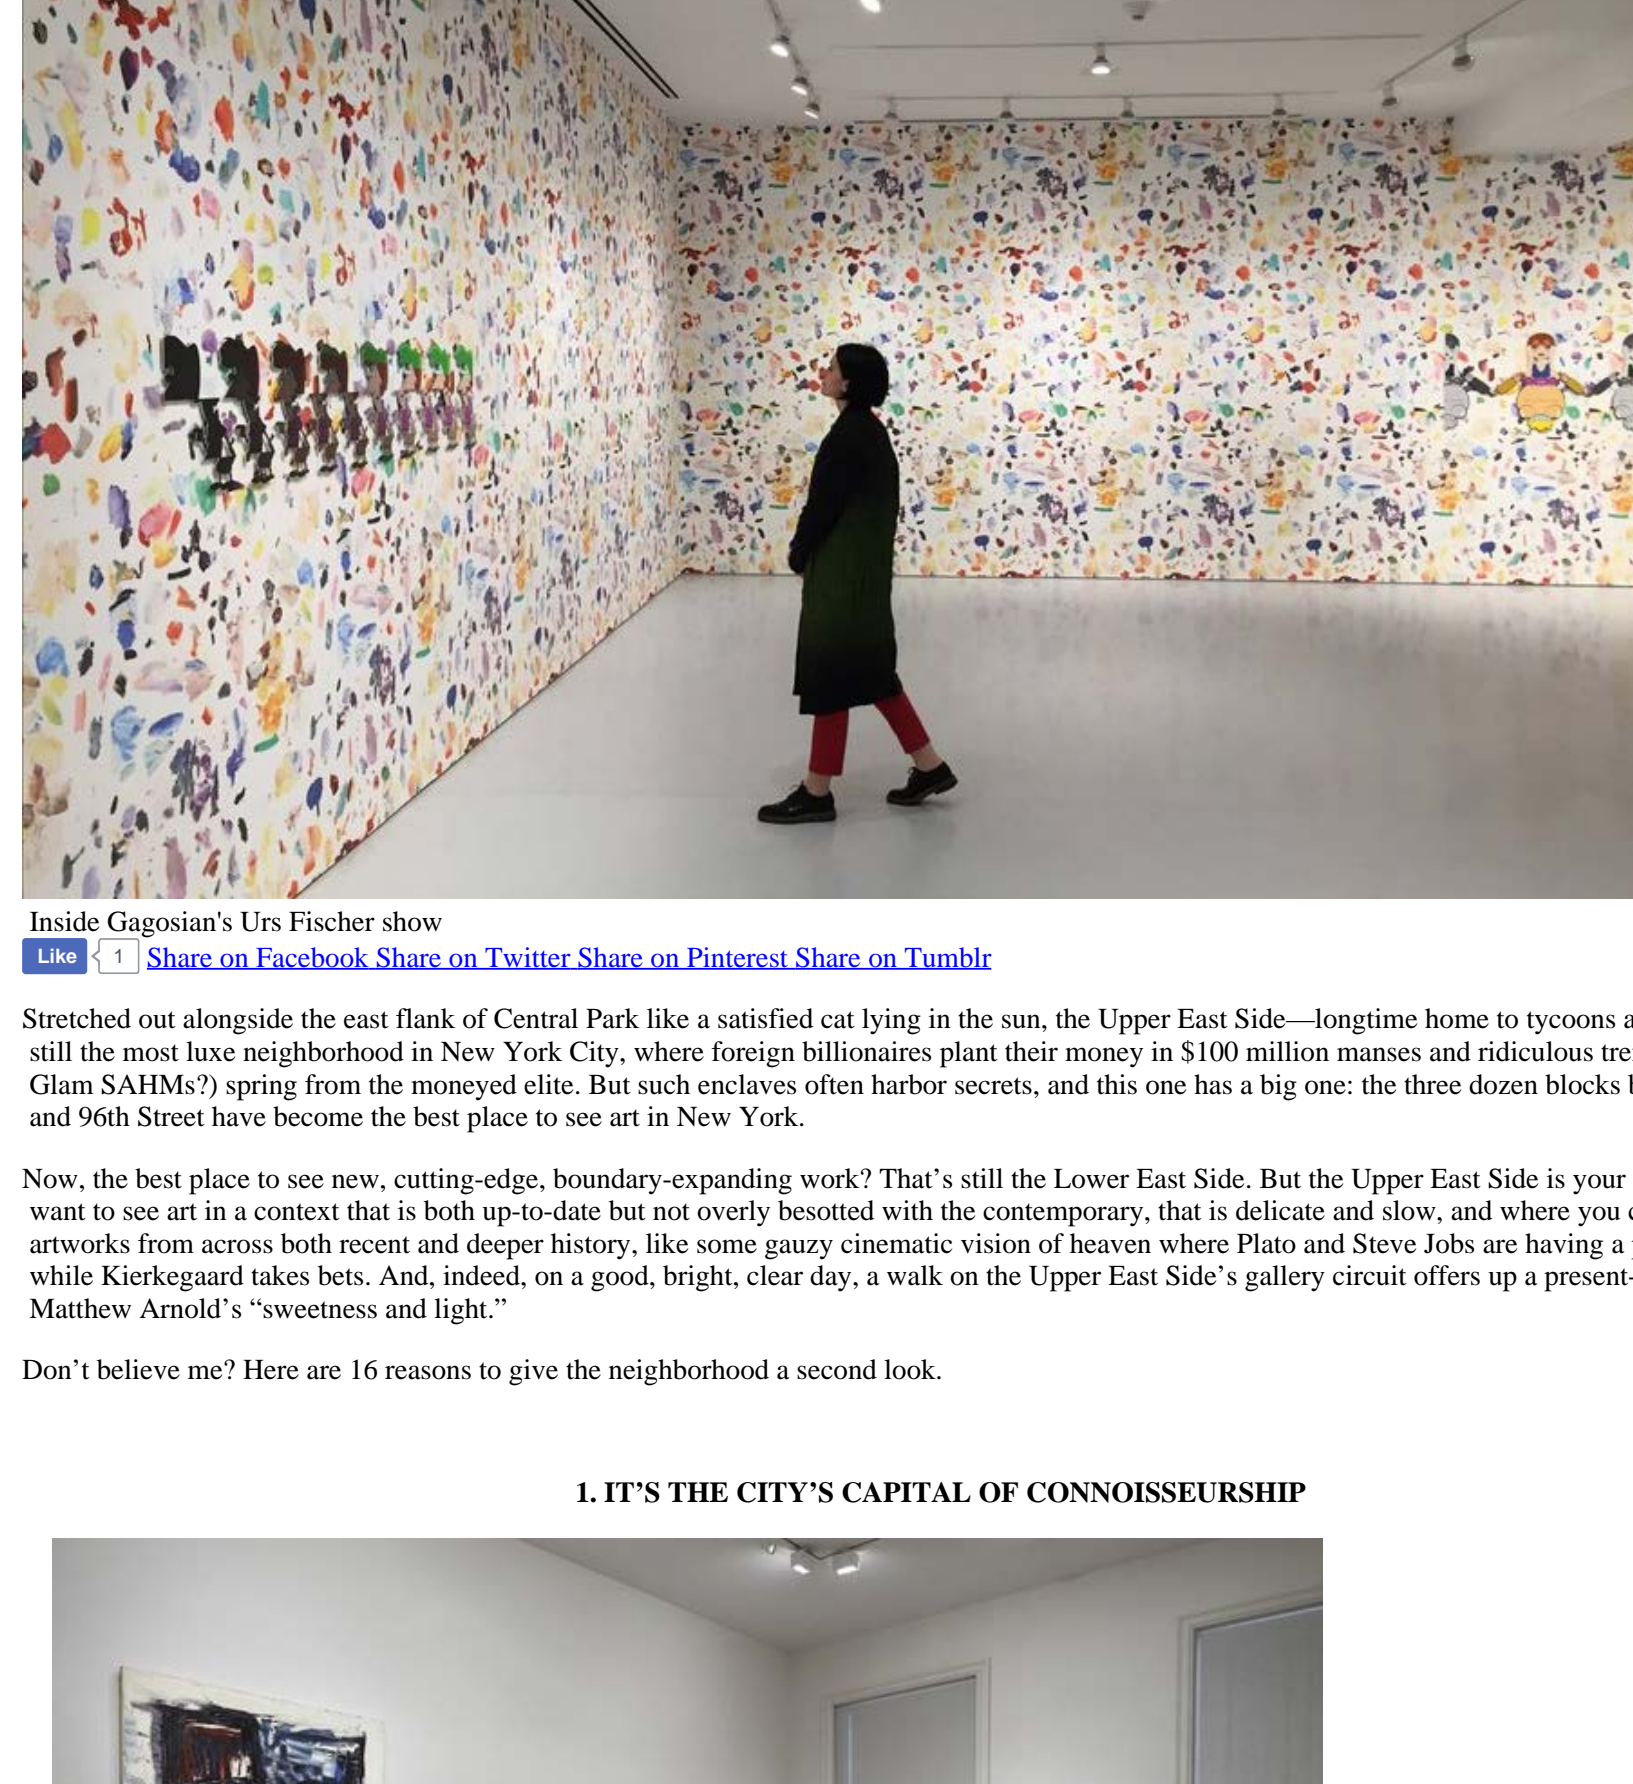 Inside Gagosian's Urs Fischer show
Like 1 Share on Facebook Share on Twitter Share on Pinterest Share on Tumblr
Stretched out alongside the east flank of Central Park like a satisfied cat lying in the sun, the Upper East Side—longtime home to tycoons
still the most luxe neighborhood in New York City, where foreign billionaires plant their money in $100 million manses and ridiculous
Glam SAHMs?) spring from the moneyed elite. But such enclaves often harbor secrets, and this one has a big one: the three dozen blocks
and 96th Street have become the best place to see art in New York.
Now, the best place to see new, cutting-edge, boundary-expanding work? That’s still the Lower East Side. But the Upper East Side is your
want to see art in a context that is both up-to-date but not overly besotted with the contemporary, that is delicate and slow, and where you
artworks from across both recent and deeper history, like some gauzy cinematic vision of heaven where Plato and Steve Jobs are having a
while Kierkegaard takes bets. And, indeed, on a good, bright, clear day, a walk on the Upper East Side’s gallery circuit offers up a present-
Matthew Arnold’s “sweetness and light.”
Don’t believe me? Here are 16 reasons to give the neighborhood a second look.
1. IT’S THE CITY’S CAPITAL OF CONNOISSEURSHIP